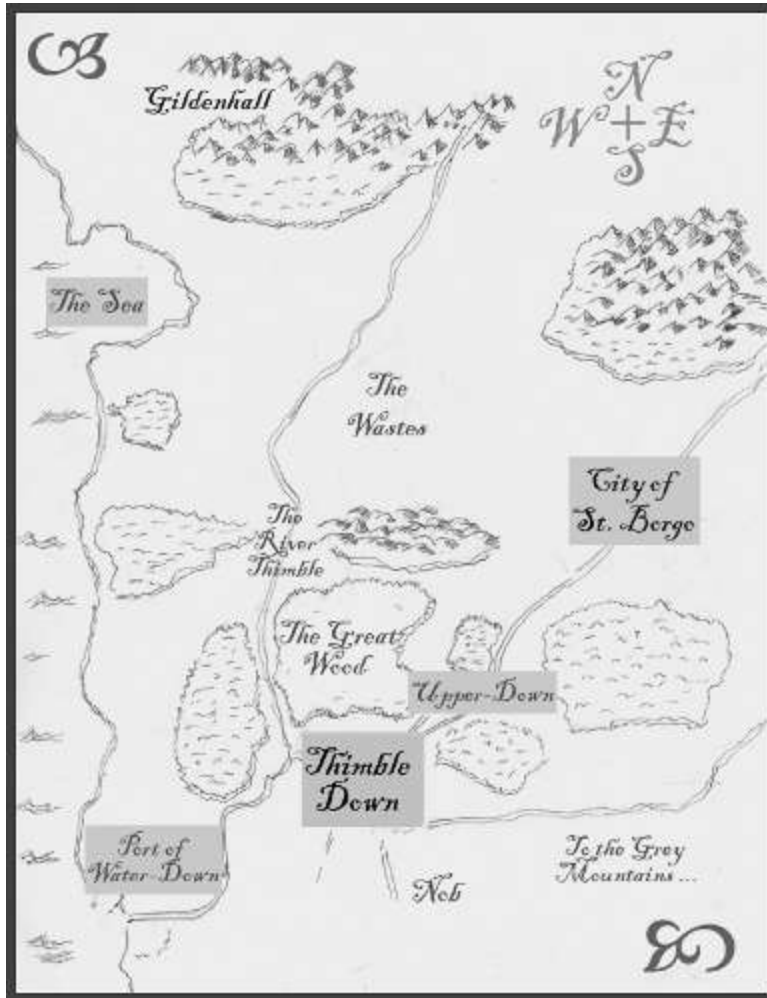 Gildenhall
N
W E
S
The Sea
The
Wastes
City of
St. Borgo
The
River
Thimble
The Great
Wood
Upper-Down
Thimble
Down
Port of
Water-Down
To the Grey
Mountains...
Nob